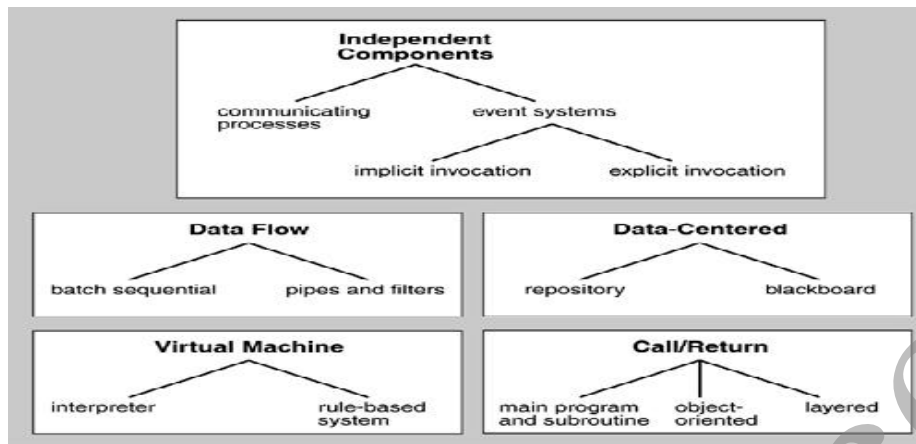 Independent
Components
communicating
processes
event systems
implicit invocation
explicit invocation
Data Flow
batch sequential
pipes and filters
Data-Centered
repository
blackboard
Virtual Machine
interpreter
rule-based
system
Call/Return
main program
and subroutine
object-
oriented
layered